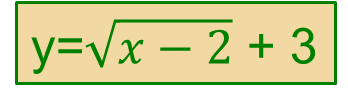 y=√(x − 2) + 3